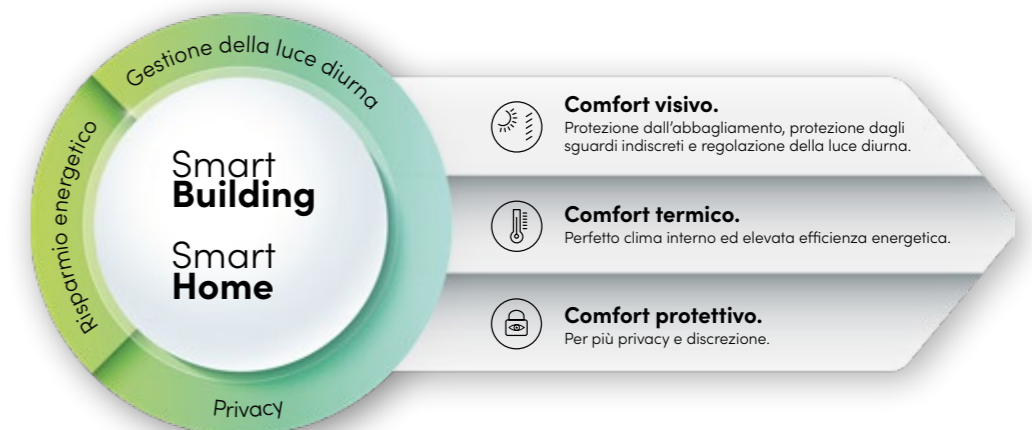 Gestione della luce diurna
Risparmio energetico
Smart
Building
Smart
Home
Privacy
Comfort visivo.
Protezione dall'abbagliamento, protezione dagli
sguardi indiscreti e regolazione della luce diurna.
Comfort termico.
Perfetto clima interno ed elevata efficienza energetica.
Comfort protettivo.
Per più privacy e discrezione.